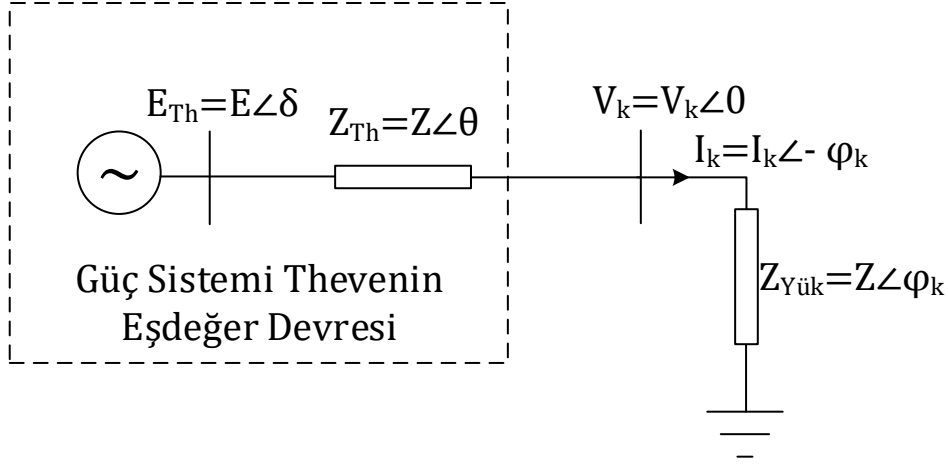 E_Th=E∠δ
Z_Th=Z∠θ
V_k=V_k∠0
I_k=I_k∠- φ_k
~
Güç Sistemi Thevenin
Eşdeğer Devresi
Z_Yük=Z∠φ_k